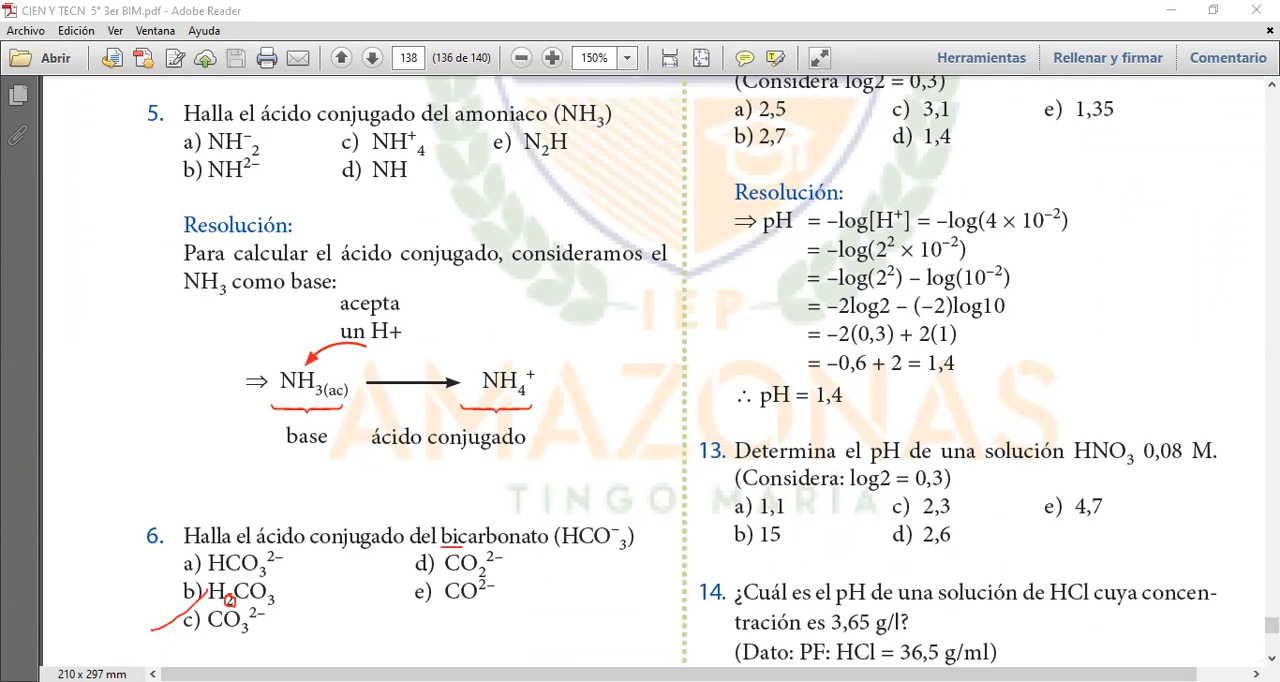 CIEN Y TECN 5° 3er BIM.pdf - Adobe Reader
Archivo Edición Ver Ventana Ayuda
Abrir 138 (136 de 140) 150% Herramientas Rellenar y firmar Comentario
5. Halla el ácido conjugado del amoniaco (NH₃)
a) NH⁻₂ c) NH⁺₄ e) N₂H
b) NH²⁻ d) NH
Resolución:
Para calcular el ácido conjugado, consideramos el
NH₃ como base:
acepta
un H+
⇒ NH₃₍ac₎ → NH₄⁺
base ácido conjugado
6. Halla el ácido conjugado del bicarbonato (HCO⁻₃)
a) HCO₃²⁻ d) CO₂²⁻
b) H₂CO₃ e) CO²⁻
c) CO₃²⁻
(Considera log2 = 0,3)
a) 2,5 c) 3,1 e) 1,35
b) 2,7 d) 1,4
Resolución:
⇒ pH = –log[H⁺] = –log(4 × 10⁻²)
= –log(2² × 10⁻²)
= –log(2²) – log(10⁻²)
= –2log2 – (–2)log10
= –2(0,3) + 2(1)
= –0,6 + 2 = 1,4
∴ pH = 1,4
13. Determina el pH de una solución HNO₃ 0,08 M.
(Considera: log2 = 0,3)
a) 1,1 c) 2,3 e) 4,7
b) 15 d) 2,6
14. ¿Cuál es el pH de una solución de HCl cuya concen-
tración es 3,65 g/l?
(Dato: PF: HCl = 36,5 g/ml)
IEP
AMAZONAS
TINGO MARÍA
210 x 297 mm